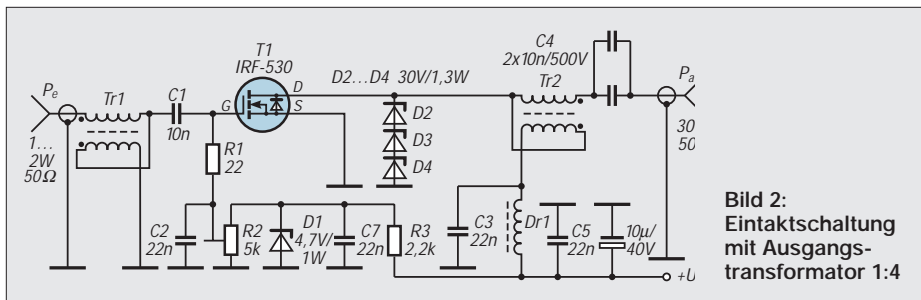 T1
IRF-530
Pe
Tr1
C1
10n
G
D
S
D2...D4 30V/1,3W
C4
2x10n/500V
Tr2
Pa
1...
2W
50Ω
R1
22
D2
D3
D4
30
50
C2
22n
R2
5k
D1
4,7V/
1W
C7
22n
R3
2,2k
C3
22n
Dr1
C5
22n
10µ/
40V
+U
Bild 2:
Eintaktschaltung
mit Ausgangs-
transformator 1:4